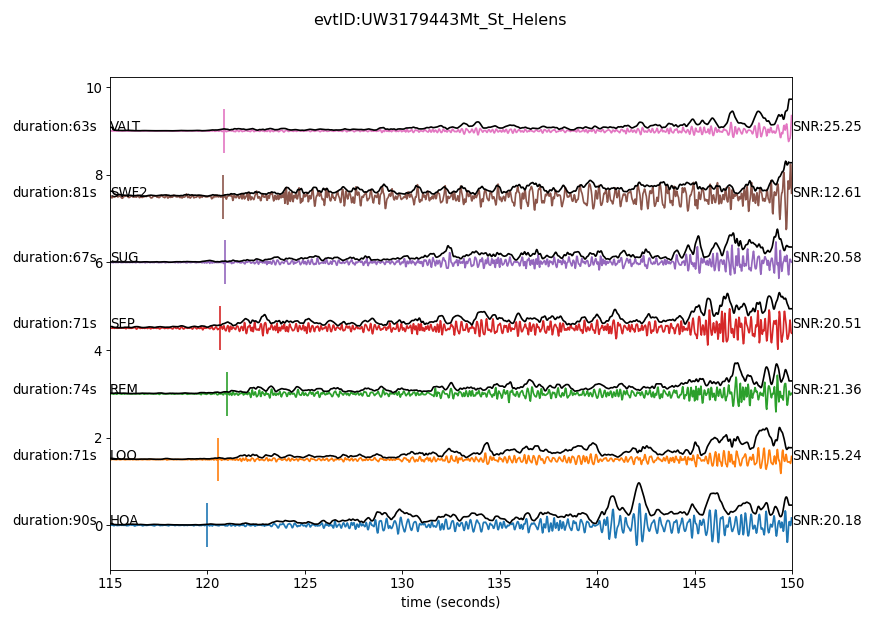 evtID:UW3179443Mt_St_Helens
10
duration:63s VALT SNR:25.25
8
duration:81s SWF2 SNR:12.61
duration:67s SUG SNR:20.58
6
duration:71s SEP SNR:20.51
4
duration:74s REM SNR:21.36
2
duration:71s LOO SNR:15.24
duration:90s HOA SNR:20.18
0
115 120 125 130 135 140 145 150
time (seconds)